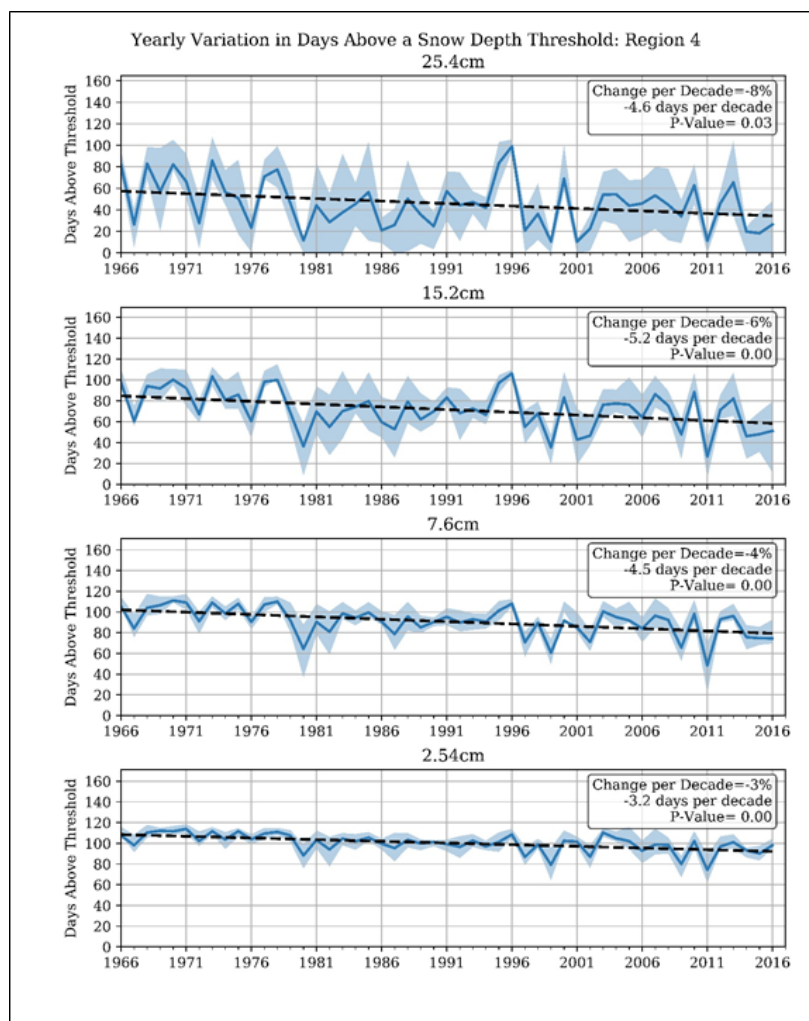 Yearly Variation in Days Above a Snow Depth Threshold: Region 4
25.4cm
Days Above Threshold
160
140
120
100
80
60
40
20
0
Change per Decade=-8%
-4.6 days per decade
P-Value= 0.03
1966 1971 1976 1981 1986 1991 1996 2001 2006 2011 2016
15.2cm
Days Above Threshold
160
140
120
100
80
60
40
20
0
Change per Decade=-6%
-5.2 days per decade
P-Value= 0.00
1966 1971 1976 1981 1986 1991 1996 2001 2006 2011 2016
7.6cm
Days Above Threshold
160
140
120
100
80
60
40
20
0
Change per Decade=-4%
-4.5 days per decade
P-Value= 0.00
1966 1971 1976 1981 1986 1991 1996 2001 2006 2011 2016
2.54cm
Days Above Threshold
160
140
120
100
80
60
40
20
0
Change per Decade=-3%
-3.2 days per decade
P-Value= 0.00
1966 1971 1976 1981 1986 1991 1996 2001 2006 2011 2016